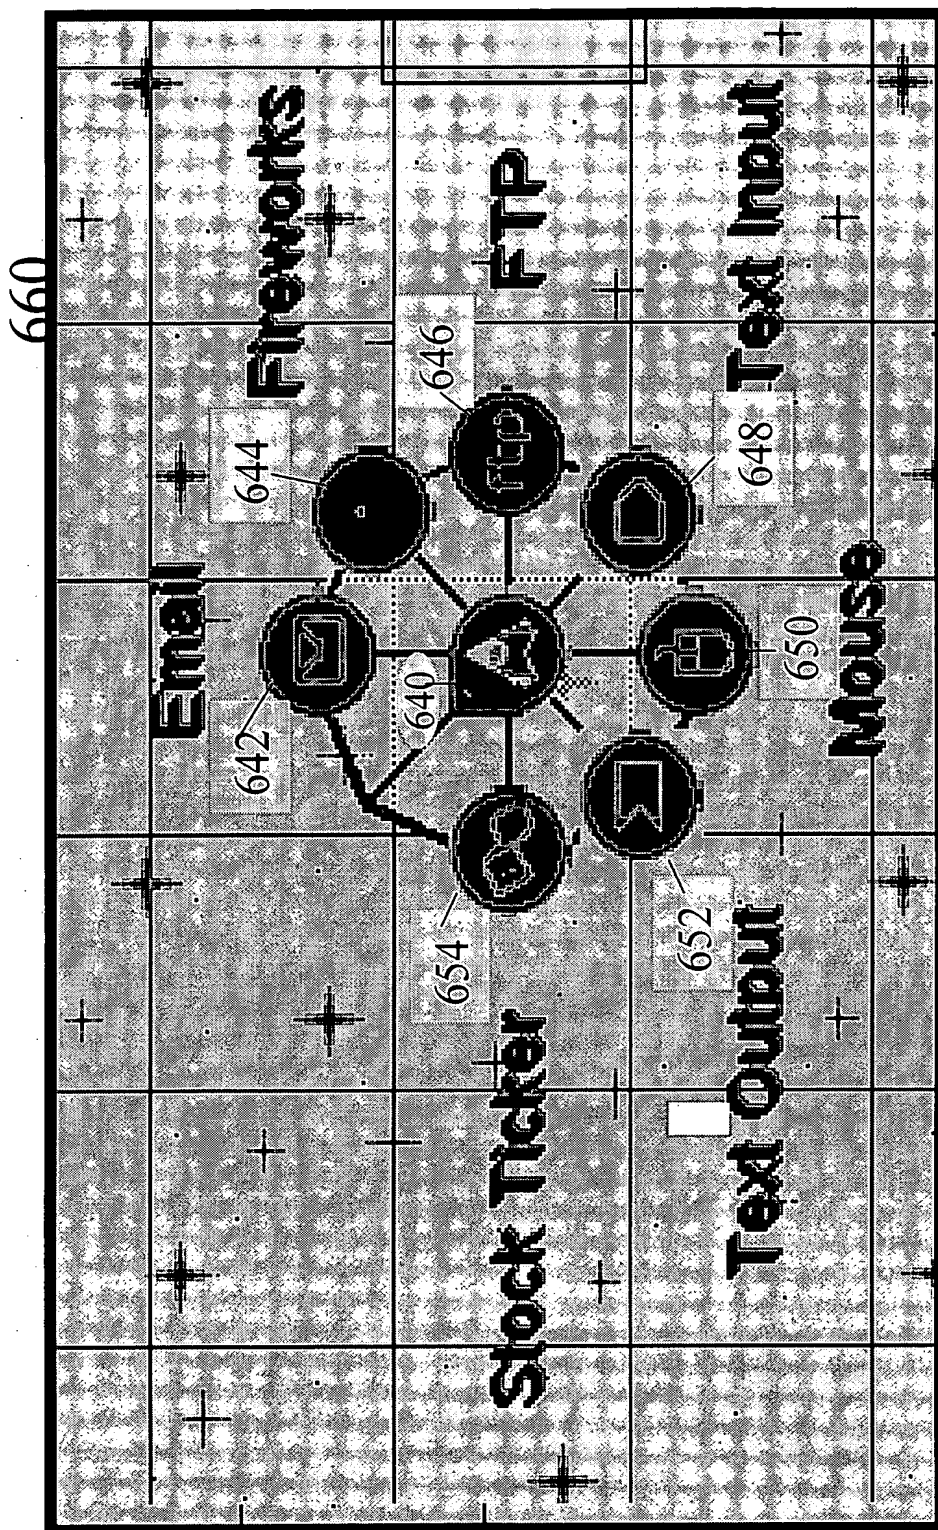 660
Email
642
644
Fireworks
640
654
646
Stock Ticker
ftp
FTP
652
648
Text Output
Text Input
650
Mouse